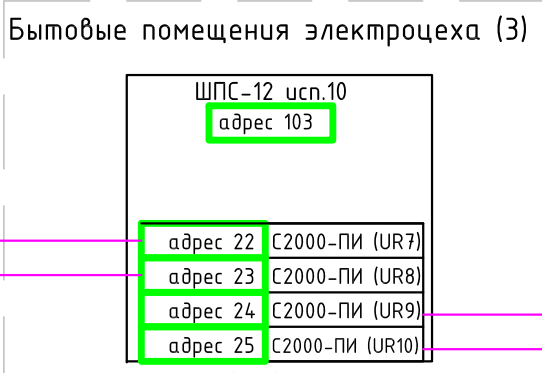 Бытовые помещения электроцеха (3)
ШПС-12 исп.10
адрес 103
адрес 22 С2000-ПИ (UR7)
адрес 23 С2000-ПИ (UR8)
адрес 24 С2000-ПИ (UR9)
адрес 25 С2000-ПИ (UR10)